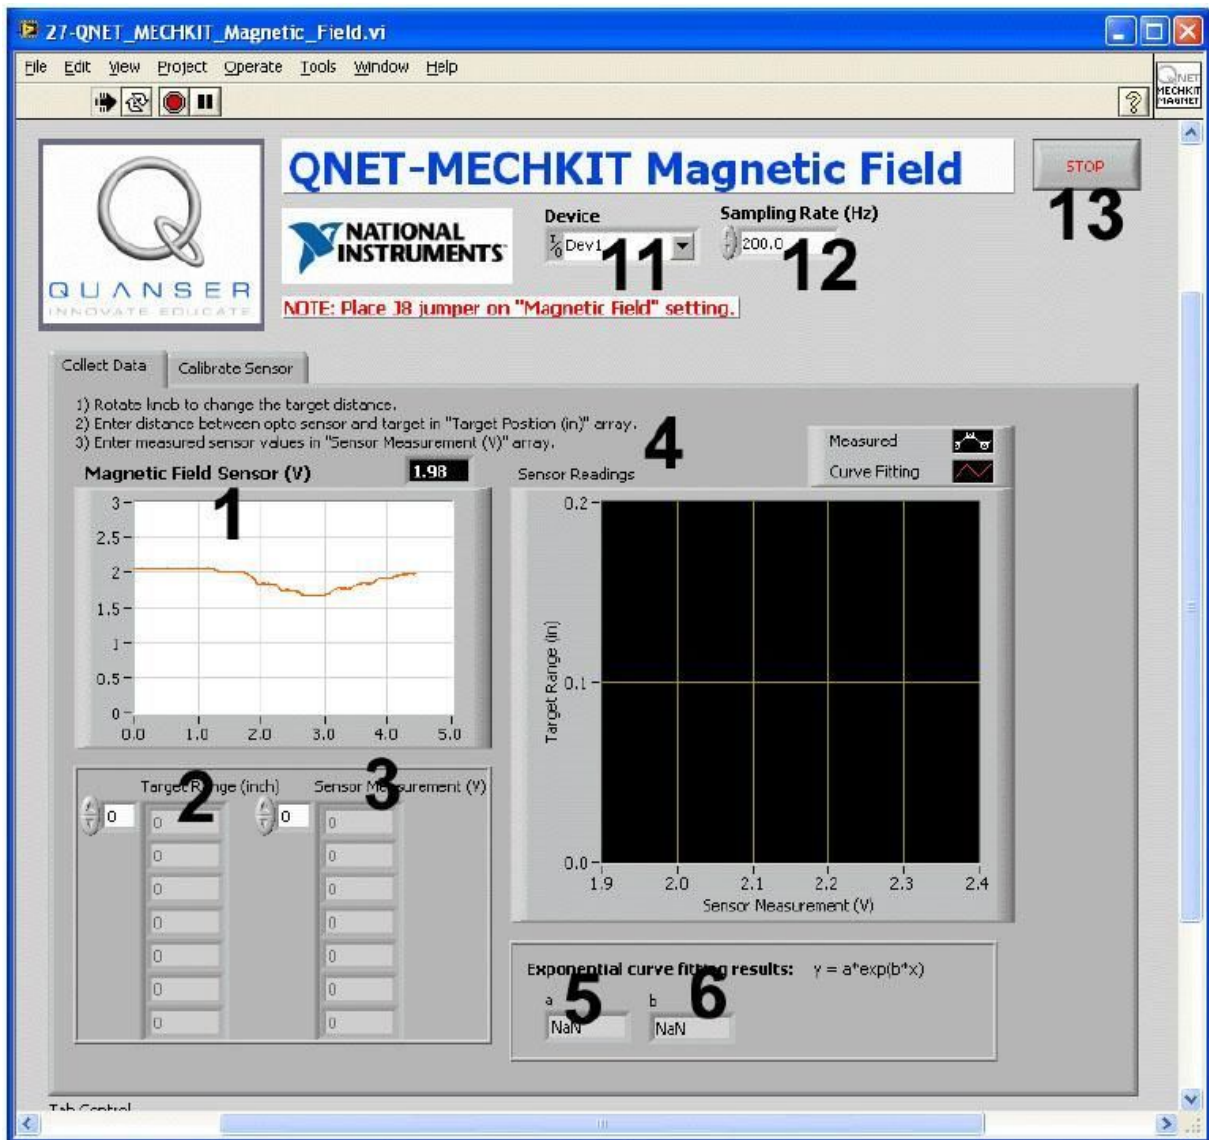 27-QNET_MECHKIT_Magnetic_Field.vi
File Edit View Project Operate Tools Window Help
QNET
MECHKIT
MAGNET
QNET-MECHKIT Magnetic Field
STOP
13
QUANSER
INNOVATE EDUCATE
NATIONAL
INSTRUMENTS
Device
Dev1
11
Sampling Rate (Hz)
200.0
12
NOTE: Place J8 jumper on "Magnetic Field" setting.
Collect Data Calibrate Sensor
1) Rotate knob to change the target distance.
2) Enter distance between opto sensor and target in "Target Position (in)" array.
3) Enter measured sensor values in "Sensor Measurement (V)" array.
4
Magnetic Field Sensor (V) 1.98
1
3
2.5
2
1.5
1
0.5
0
0.0 1.0 2.0 3.0 4.0 5.0
Sensor Readings
Measured
Curve Fitting
0.2
0.1
0.0
Target Range (in)
1.9 2.0 2.1 2.2 2.3 2.4
Sensor Measurement (V)
Target Range (inch) Sensor Measurement (V)
2 3
0 0 0 0
0 0
0 0
0 0
0 0
0 0
0 0
Exponential curve fitting results: y = a*exp(b*x)
a b
5 6
NaN NaN
Tab Control